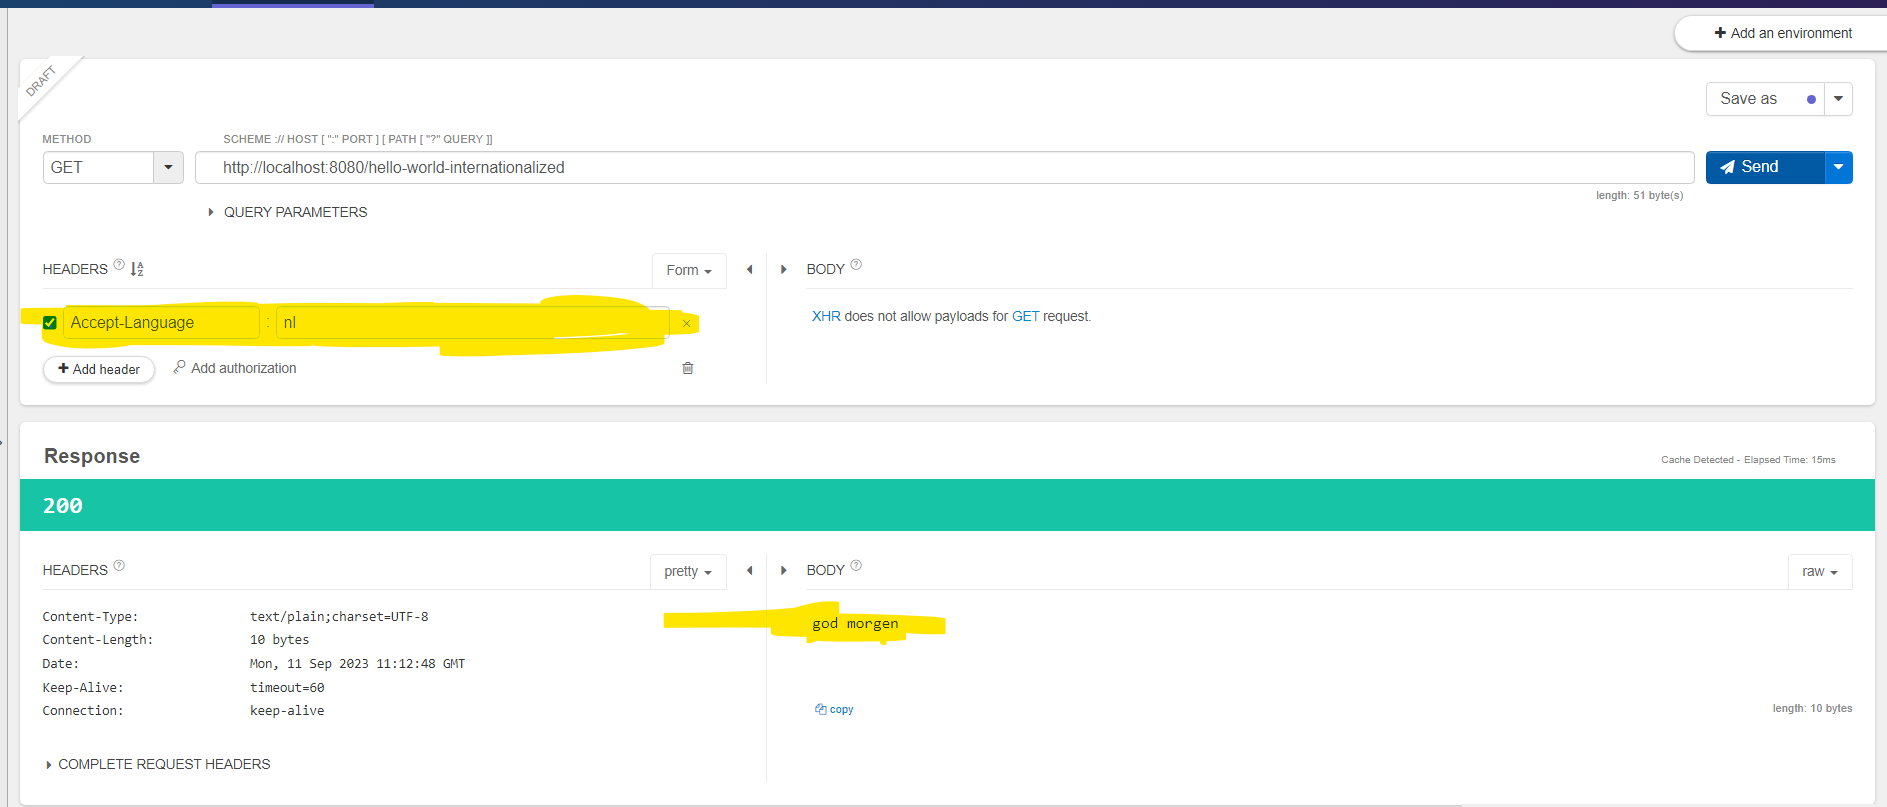 + Add an environment
DRAFT
Save as
METHOD
SCHEME :// HOST [ ":" PORT ] [ PATH [ "?" QUERY ]]
GET
http://localhost:8080/hello-world-internationalized
Send
length: 51 byte(s)
QUERY PARAMETERS
HEADERS ? A Z
Form
BODY ?
Accept-Language : nl ×
XHR does not allow payloads for GET request.
+ Add header
Add authorization
Response
Cache Detected - Elapsed Time: 15ms
200
HEADERS ?
pretty
BODY ?
raw
Content-Type: text/plain;charset=UTF-8
Content-Length: 10 bytes
Date: Mon, 11 Sep 2023 11:12:48 GMT
Keep-Alive: timeout=60
Connection: keep-alive
god morgen
copy
length: 10 bytes
COMPLETE REQUEST HEADERS